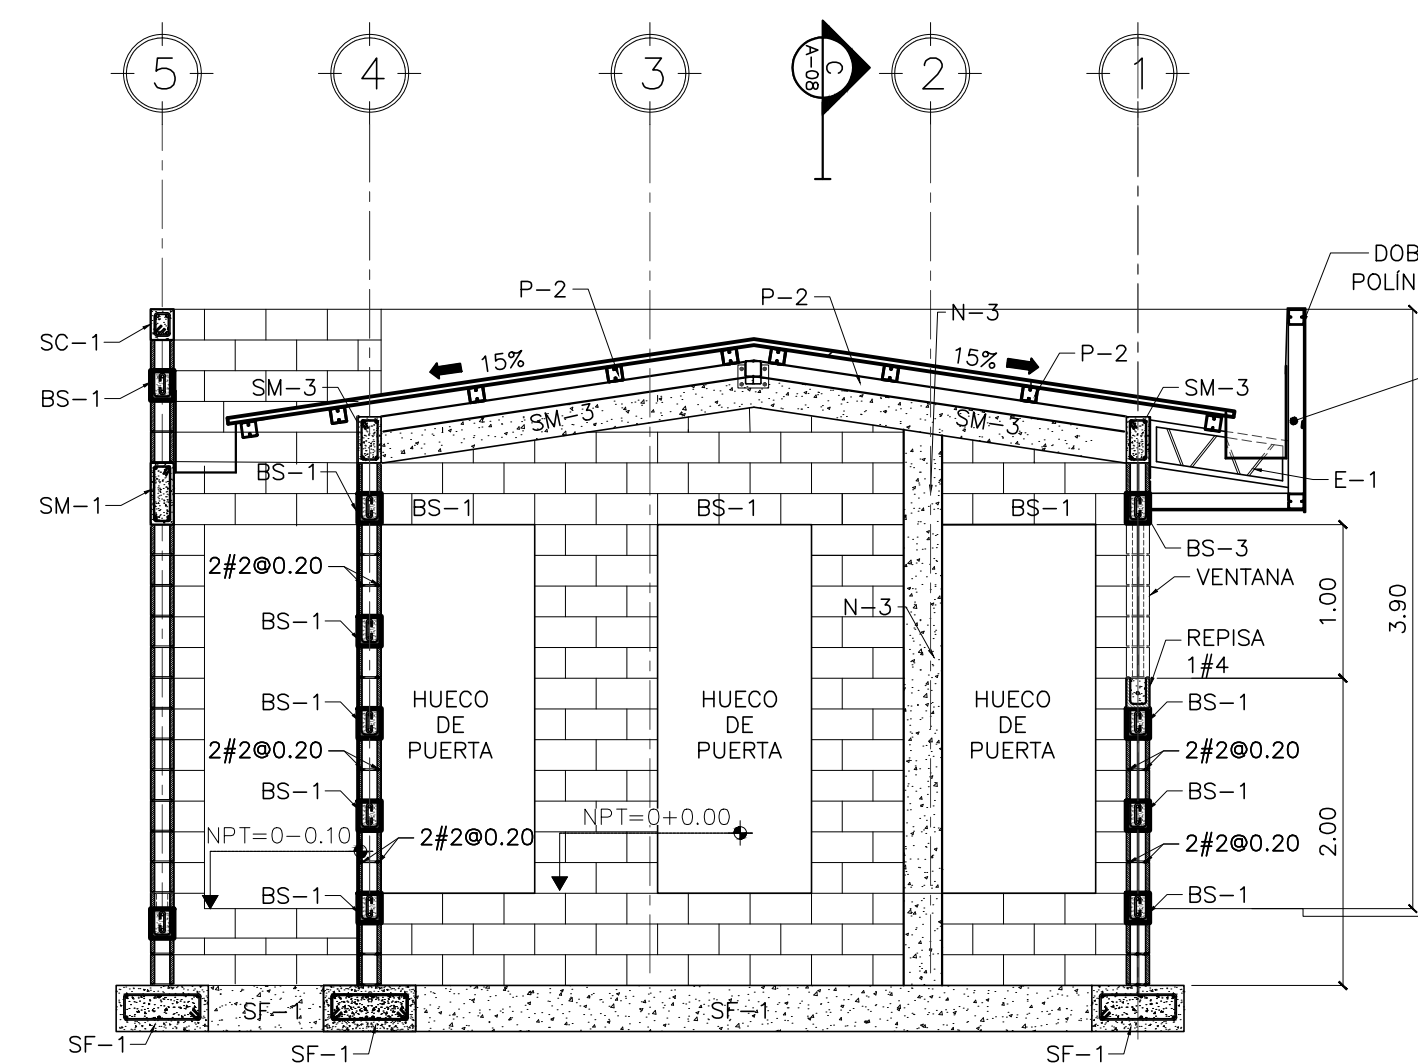 5
4
3
C
A-08
2
1
DOB
POLÍN
P-2
P-2
N-3
SC-1
15%
15%
P-2
BS-1
SM-3
SM-3
SM-3
SM-3
BS-1
E-1
SM-1
BS-1
BS-1
BS-1
BS-3
2#2@0.20
VENTANA
1.00
3.90
BS-1
N-3
REPISA
1#4
BS-1
HUECO
DE
PUERTA
HUECO
DE
PUERTA
HUECO
DE
PUERTA
BS-1
2#2@0.20
2#2@0.20
BS-1
BS-1
NPT=0+0.00
NPT=0-0.10
2#2@0.20
2#2@0.20
2.00
BS-1
BS-1
SF-1
SF-1
SF-1
SF-1
SF-1